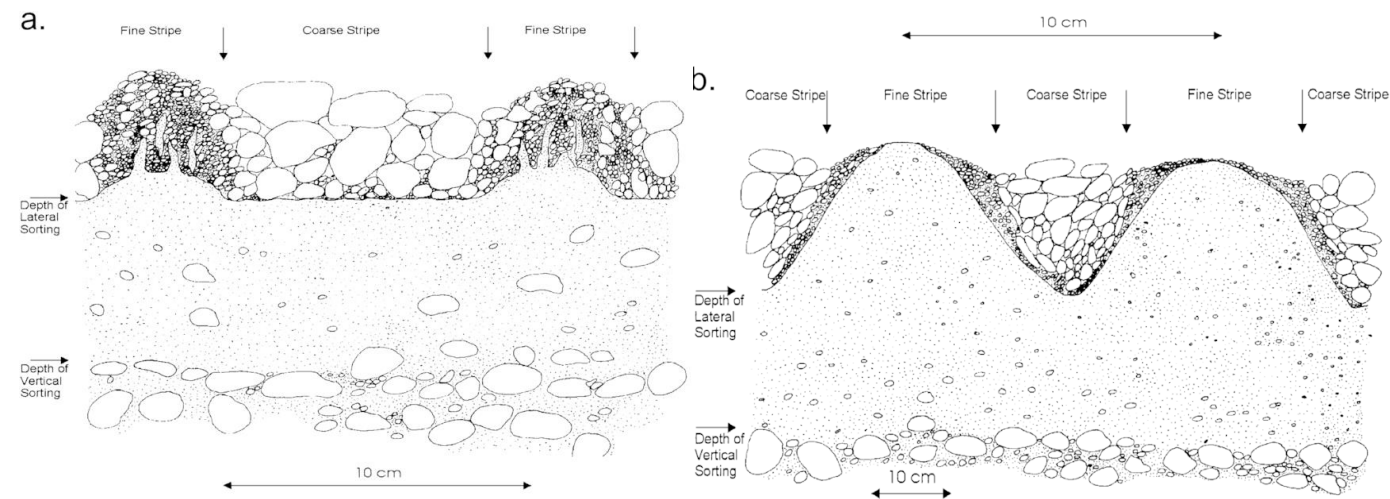 a.
Fine Stripe
Coarse Stripe
Fine Stripe
Depth of
Lateral
Sorting
Depth of
Vertical
Sorting
10 cm
b.
10 cm
Coarse Stripe
Fine Stripe
Coarse Stripe
Fine Stripe
Coarse Stripe
Depth of
Lateral
Sorting
Depth of
Vertical
Sorting
10 cm